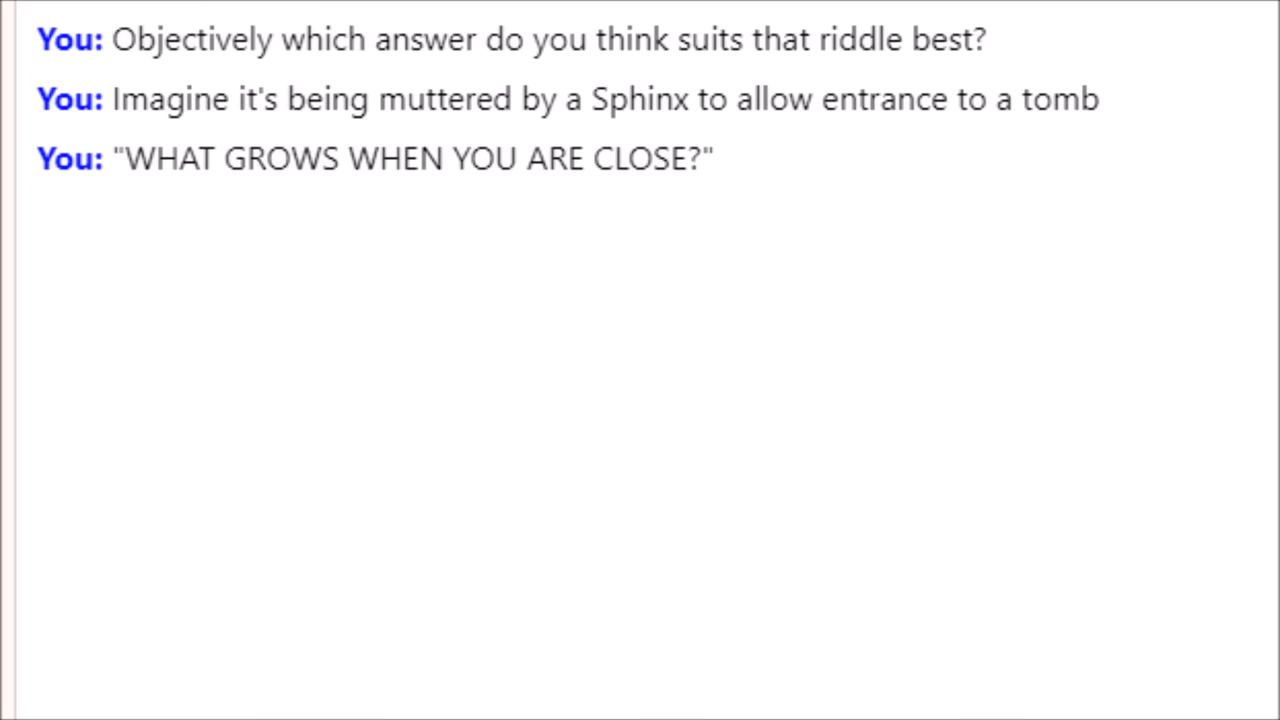 You: Objectively which answer do you think suits that riddle best?
You: Imagine it's being muttered by a Sphinx to allow entrance to a tomb
You: "WHAT GROWS WHEN YOU ARE CLOSE?"